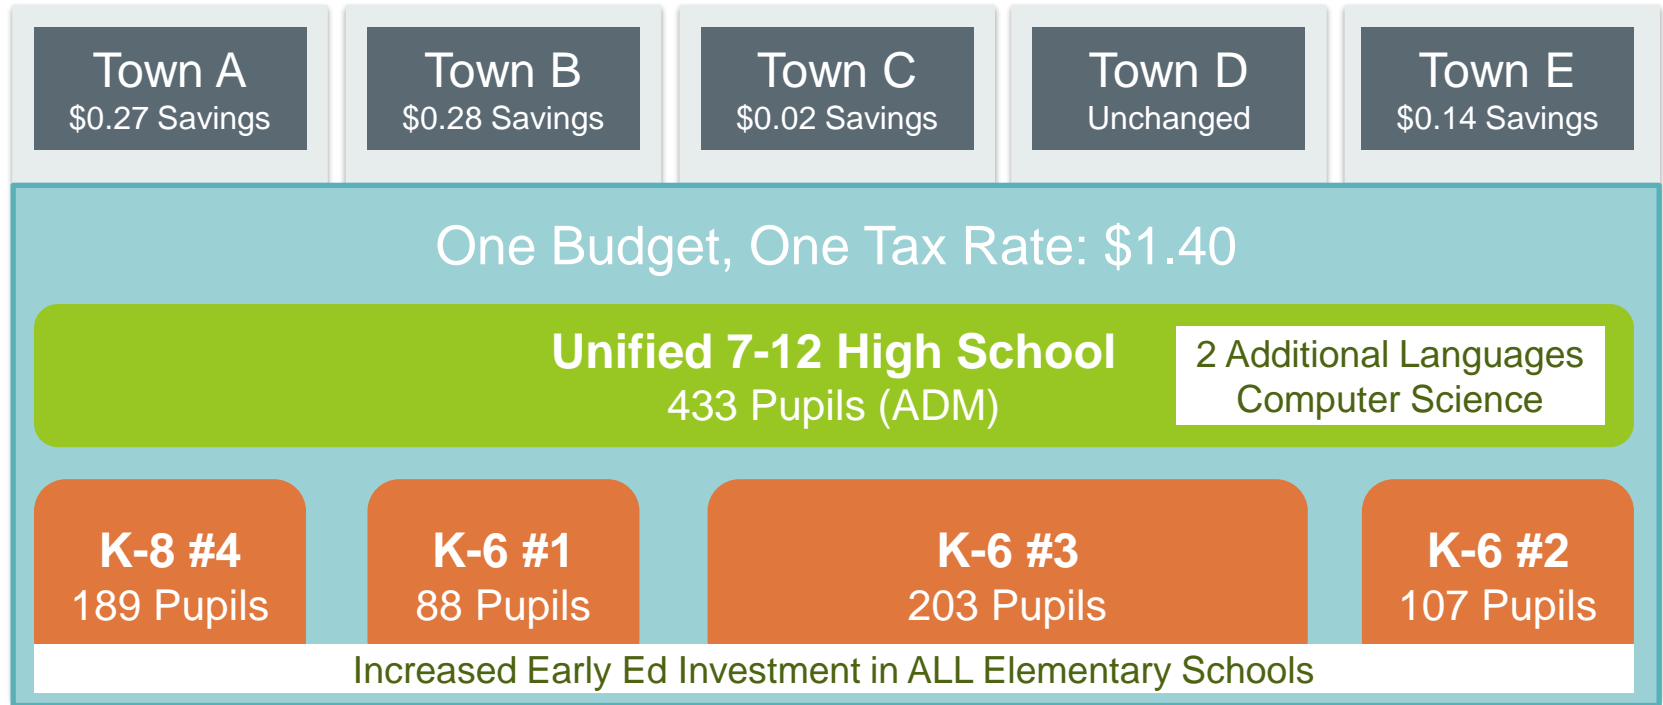 Town A
$0.27 Savings
Town B
$0.28 Savings
Town C
$0.02 Savings
Town D
Unchanged
Town E
$0.14 Savings
One Budget, One Tax Rate: $1.40
Unified 7-12 High School
433 Pupils (ADM)
2 Additional Languages
Computer Science
K-8 #4
189 Pupils
K-6 #1
88 Pupils
K-6 #3
203 Pupils
K-6 #2
107 Pupils
Increased Early Ed Investment in ALL Elementary Schools